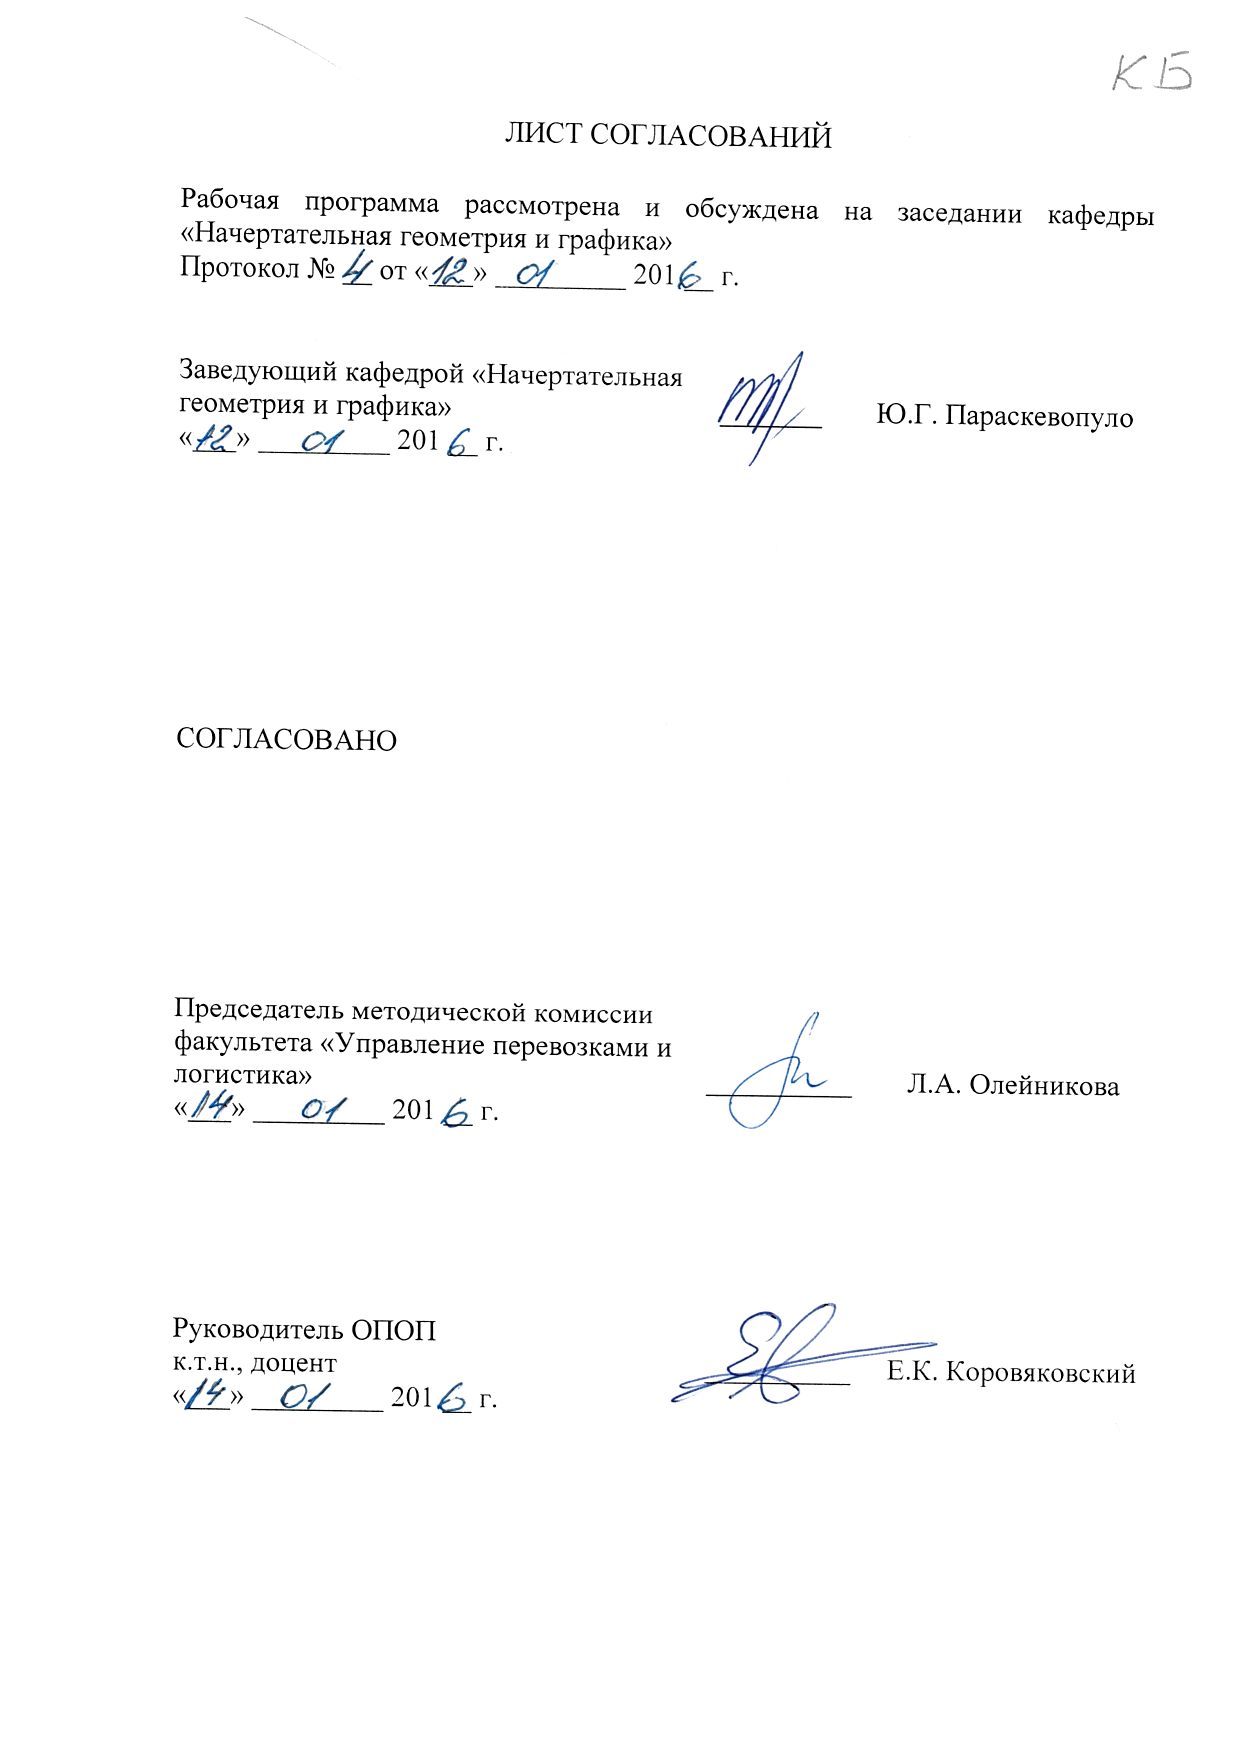 КБ
ЛИСТ СОГЛАСОВАНИЙ
Рабочая программа рассмотрена и обсуждена на заседании кафедры
«Начертательная геометрия и графика»
Протокол № 4 от «12» 01 2016 г.
Заведующий кафедрой «Начертательная
геометрия и графика»
Ю.Г. Параскевопуло
«12» 01 2016 г.
СОГЛАСОВАНО
Председатель методической комиссии
факультета «Управление перевозками и
логистика»
Л.А. Олейникова
«14» 01 2016 г.
Руководитель ОПОП
к.т.н., доцент
Е.К. Коровяковский
«14» 01 2016 г.